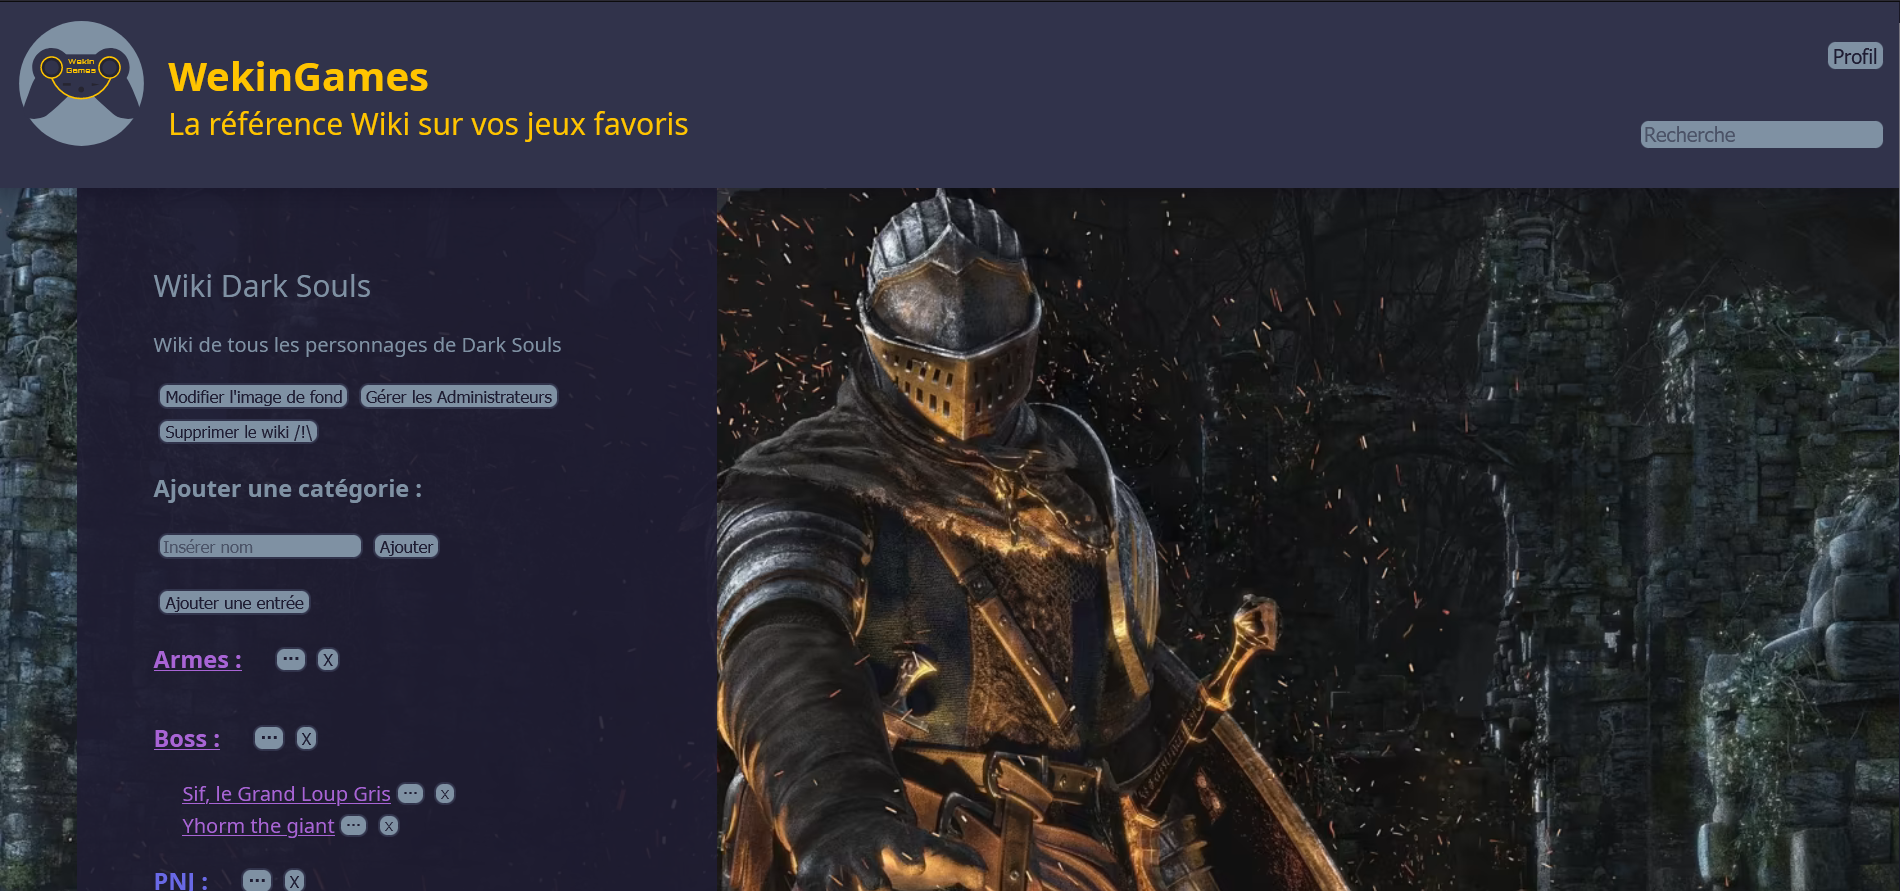 Wekin
Games
WekinGames
La référence Wiki sur vos jeux favoris
Profil
Recherche
Wiki Dark Souls
Wiki de tous les personnages de Dark Souls
Modifier l'image de fond Gérer les Administrateurs
Supprimer le wiki /!\
Ajouter une catégorie :
Insérer nom Ajouter
Ajouter une entrée
Armes : ... X
Boss : ... X
Sif, le Grand Loup Gris ... X
Yhorm the giant ... X
PNJ : ... X